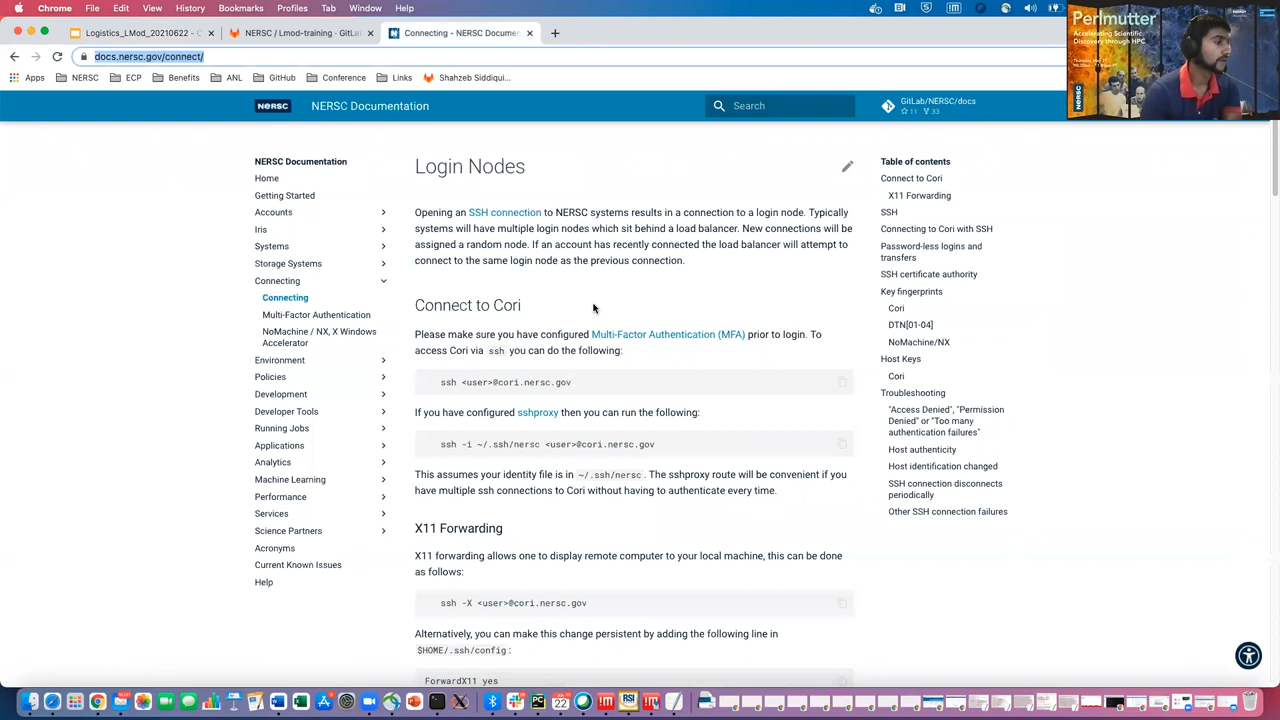 Chrome File Edit View History Bookmarks People Tab Window Help
Logistics_LMod_20210622 - G
NERSC / Lmod-training · GitLab
Connecting - NERSC Documen
docs.nersc.gov/connect/
Apps NERSC ECP Benefits ANL GitHub Conference Links Shahzeb Siddiqui...
Perlmutter
Accelerating Scientific
Discovery through HPC
NERSC
NERSC NERSC Documentation Search GitLab/NERSC/docs
11 33
NERSC Documentation
Home
Getting Started
Accounts
Iris
Systems
Storage Systems
Connecting
Connecting
Multi-Factor Authentication
NoMachine / NX, X Windows
Accelerator
Environment
Policies
Development
Developer Tools
Running Jobs
Applications
Analytics
Machine Learning
Performance
Services
Science Partners
Acronyms
Current Known Issues
Help
Login Nodes
Opening an SSH connection to NERSC systems results in a connection to a login node. Typically
systems will have multiple login nodes which sit behind a load balancer. New connections will be
assigned a random node. If an account has recently connected the load balancer will attempt to
connect to the same login node as the previous connection.
Connect to Cori
Please make sure you have configured Multi-Factor Authentication (MFA) prior to login. To
access Cori via ssh you can do the following:
ssh <user>@cori.nersc.gov
If you have configured sshproxy then you can run the following:
ssh -i ~/.ssh/nersc <user>@cori.nersc.gov
This assumes your identity file is in ~/.ssh/nersc. The sshproxy route will be convenient if you
have multiple ssh connections to Cori without having to authenticate every time.
X11 Forwarding
X11 forwarding allows one to display remote computer to your local machine, this can be done
as follows:
ssh -X <user>@cori.nersc.gov
Alternatively, you can make this change persistent by adding the following line in
$HOME/.ssh/config:
ForwardX11 yes
Table of contents
Connect to Cori
X11 Forwarding
SSH
Connecting to Cori with SSH
Password-less logins and
transfers
SSH certificate authority
Key fingerprints
Cori
DTN[01-04]
NoMachine/NX
Host Keys
Cori
Troubleshooting
"Access Denied", "Permission
Denied" or "Too many
authentication failures"
Host authenticity
Host identification changed
SSH connection disconnects
periodically
Other SSH connection failures